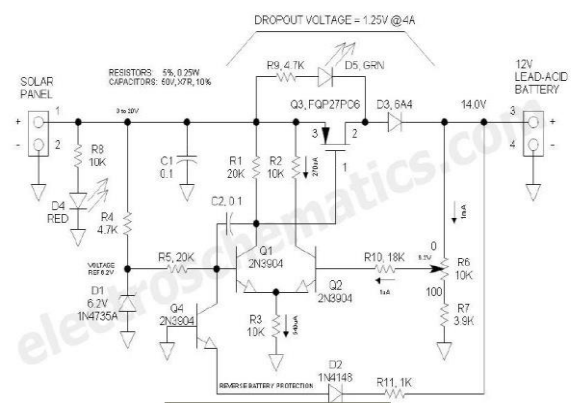 DROPOUT VOLTAGE = 1.25V @4A
RESISTORS: 5%, 0.25W
CAPACITORS: 50V, X7R, 10%
R9, 4.7K
D5, GRN
SOLAR
PANEL
12V
LEAD-ACID
BATTERY
Q3, FQP27PC6
D3, 6A4
14.0V
+
-
1
2
3
4
+
-
3
2
1
R8
10K
C1
0.1
R1
20K
R2
10K
270uA
D4
RED
R4
4.7K
C2, 0.1
1mA
VOLTAGE
REF 6.2V
R5, 20K
Q1
2N3904
R10, 18K
0
R6
10K
100
Q2
2N3904
1uA
D1
6.2V
1N4735A
Q4
2N3904
R3
10K
540uA
R7
3.9K
D2
1N4148
R11, 1K
REVERSE BATTERY PROTECTION
electroschematics.com